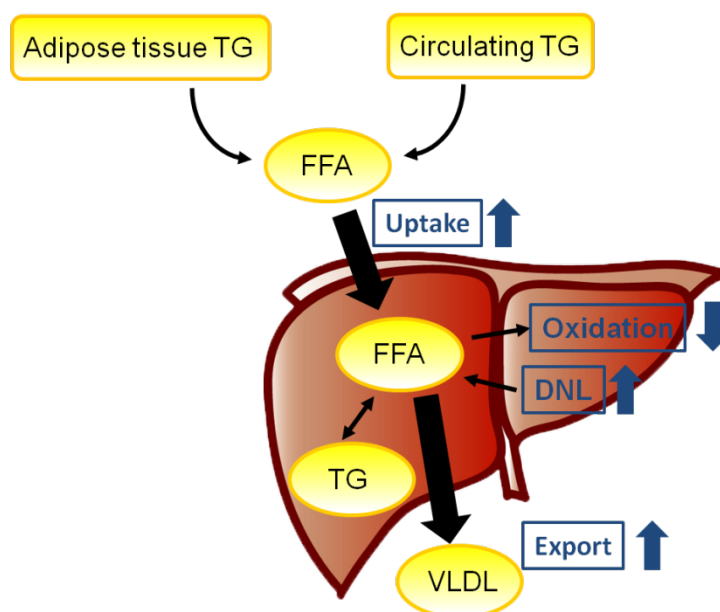 Adipose tissue TG
Circulating TG
FFA
Uptake
FFA
Oxidation
DNL
TG
Export
VLDL